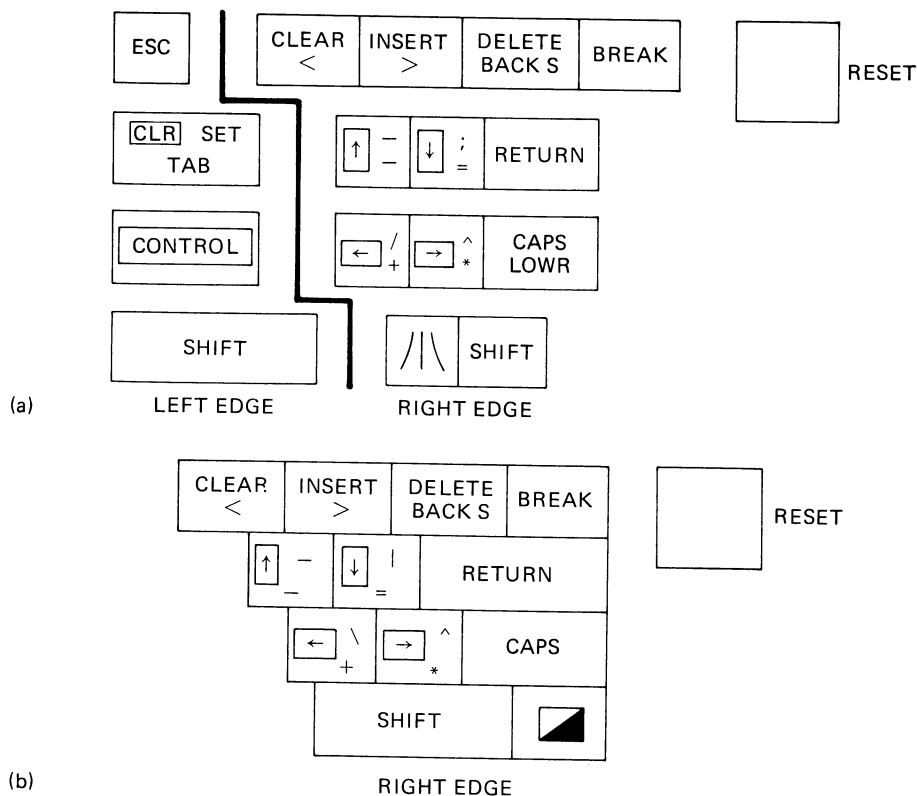 ESC
CLEAR
<
INSERT
>
DELETE
BACK S
BREAK
RESET
CLR SET
TAB
↑ –
–
↓ ;
=
RETURN
CONTROL
← /
+
→ ^
*
CAPS
LOWR
SHIFT
SHIFT
(a)
LEFT EDGE
RIGHT EDGE
CLEAR
<
INSERT
>
DELETE
BACK S
BREAK
RESET
↑ –
–
↓ |
=
RETURN
← \
+
→ ^
*
CAPS
SHIFT
(b)
RIGHT EDGE